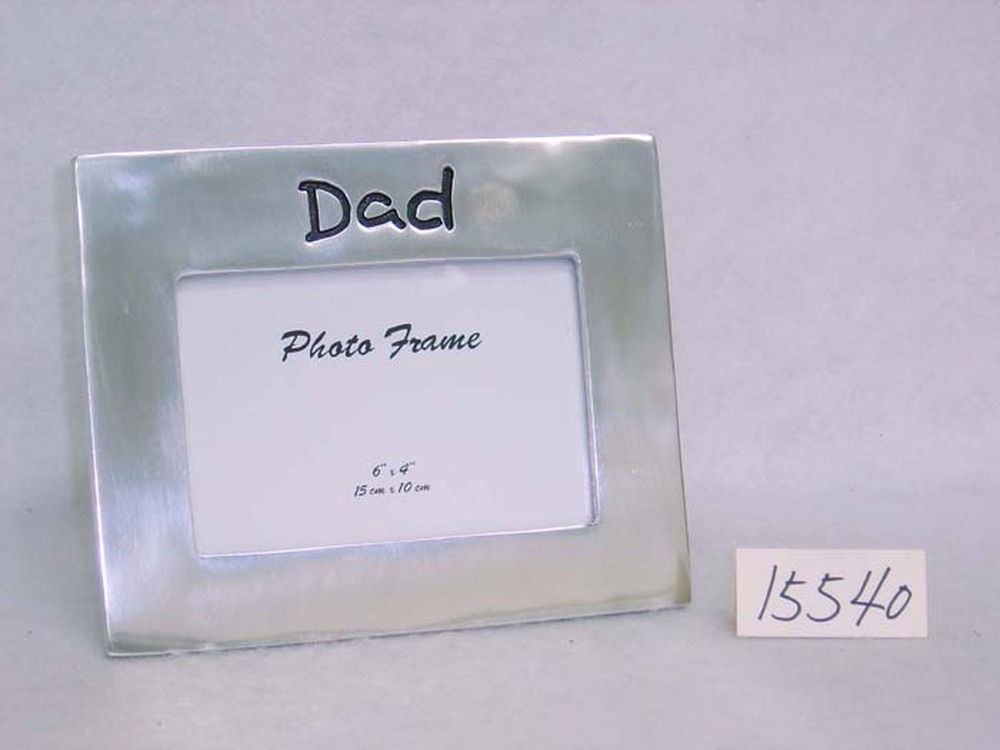 Dad
Photo Frame
6" x 4"
15 cm x 10 cm
15540